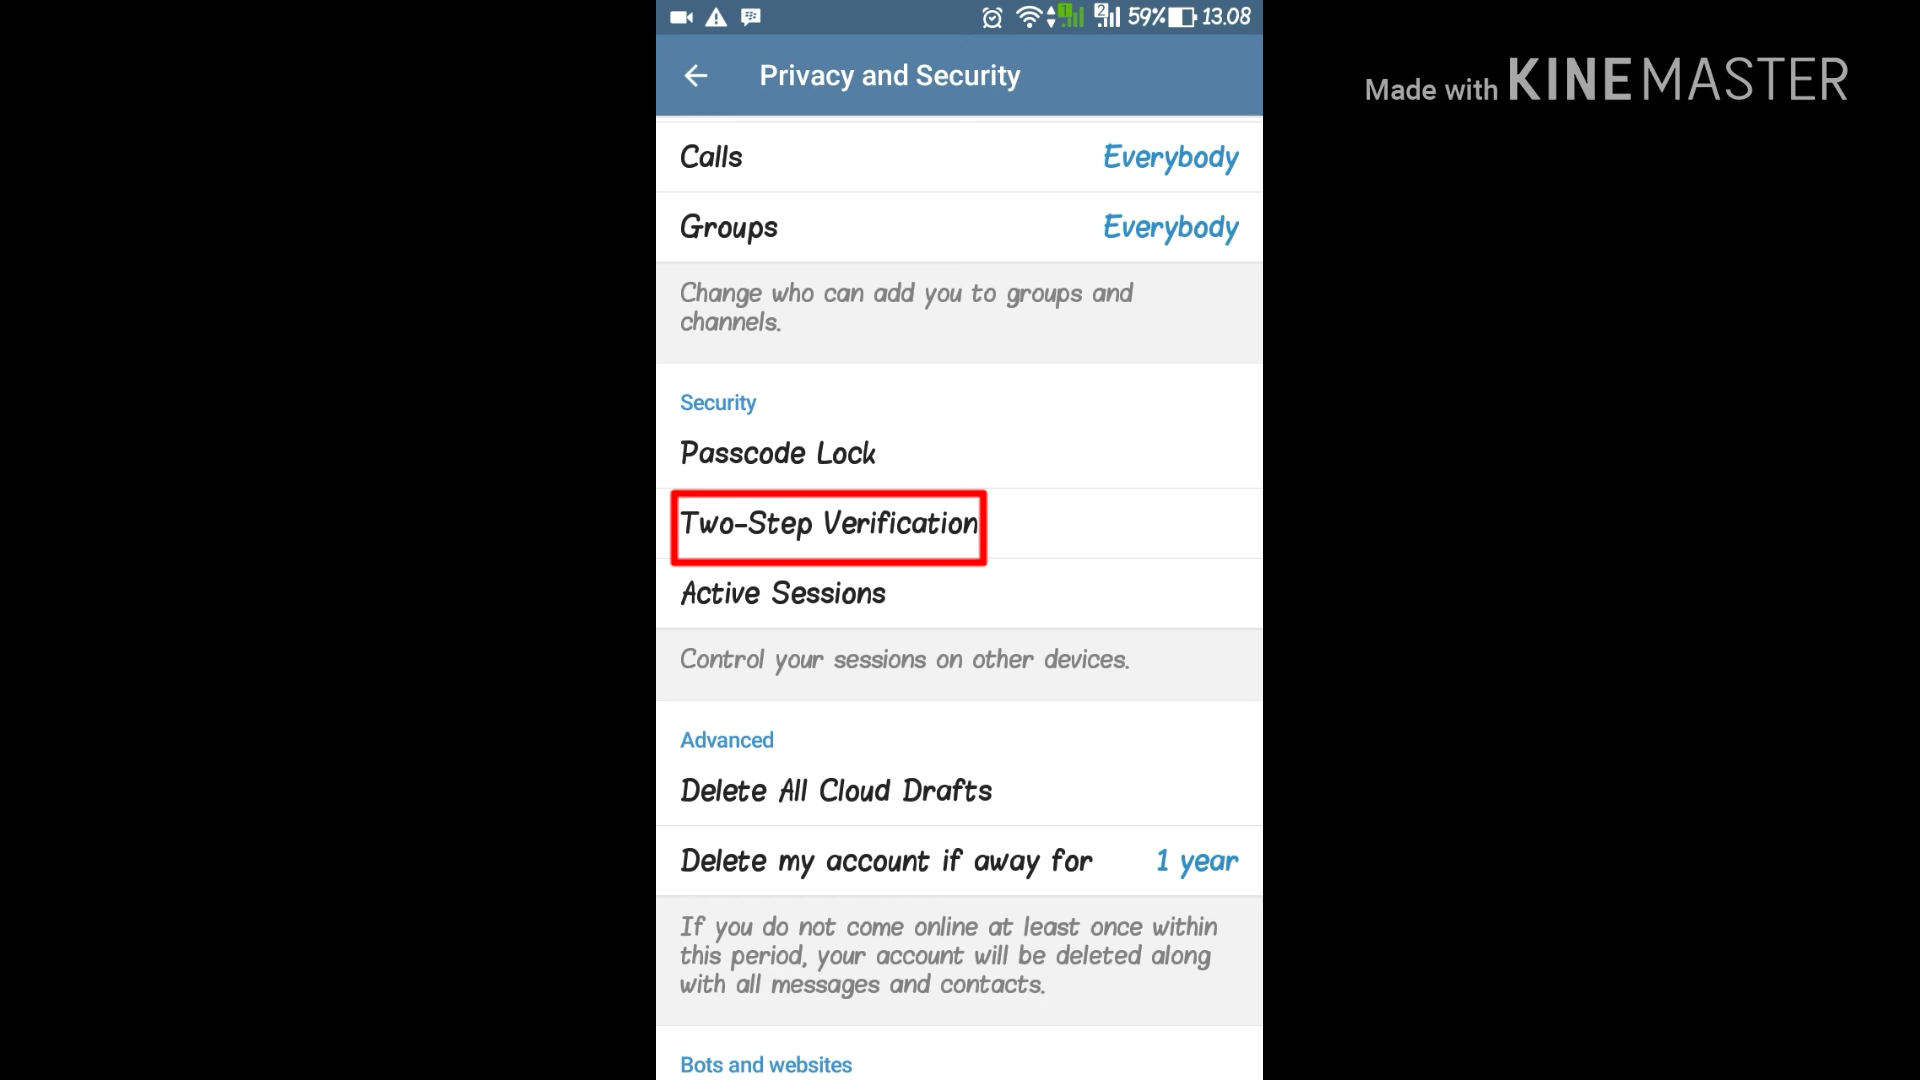 1 2 59% 13.08
Privacy and Security
Made with KINEMASTER
Calls Everybody
Groups Everybody
Change who can add you to groups and
channels.
Security
Passcode Lock
Two-Step Verification
Active Sessions
Control your sessions on other devices.
Advanced
Delete All Cloud Drafts
Delete my account if away for 1 year
If you do not come online at least once within
this period, your account will be deleted along
with all messages and contacts.
Bots and websites